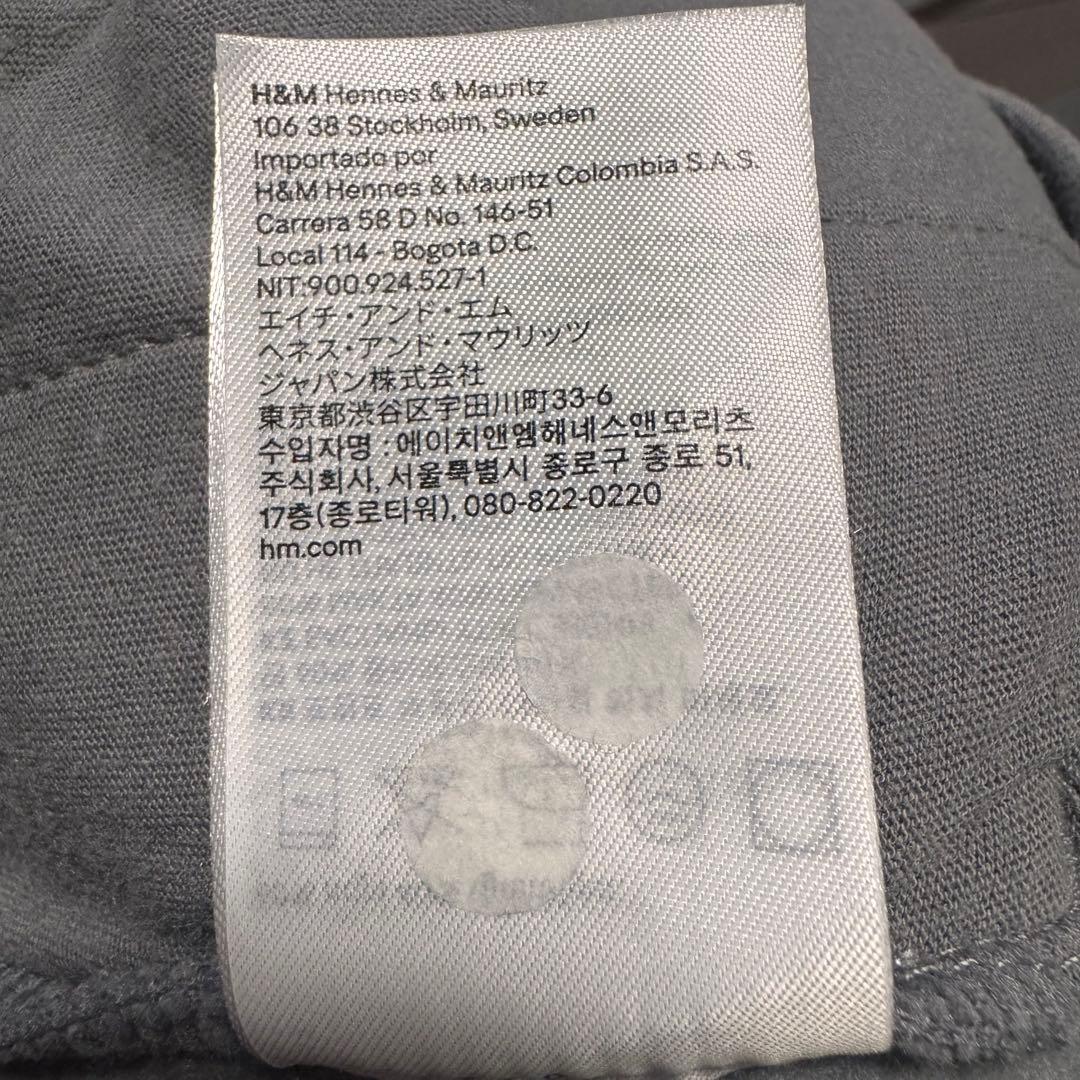 H&M Hennes & Mauritz
106 38 Stockholm, Sweden
Importado por
H&M Hennes & Mauritz Colombia S.A.S.
Carrera 58 D No. 146-51
Local 114 - Bogota D.C.
NIT:900.924.527-1
エイチ・アンド・エム
ヘネス・アンド・マウリッツ
ジャパン株式会社
東京都渋谷区宇田川町33-6
수입자명 : 에이치앤엠헤네스앤모리츠
주식회사, 서울특별시 종로구 종로 51,
17층(종로타워), 080-822-0220
hm.com